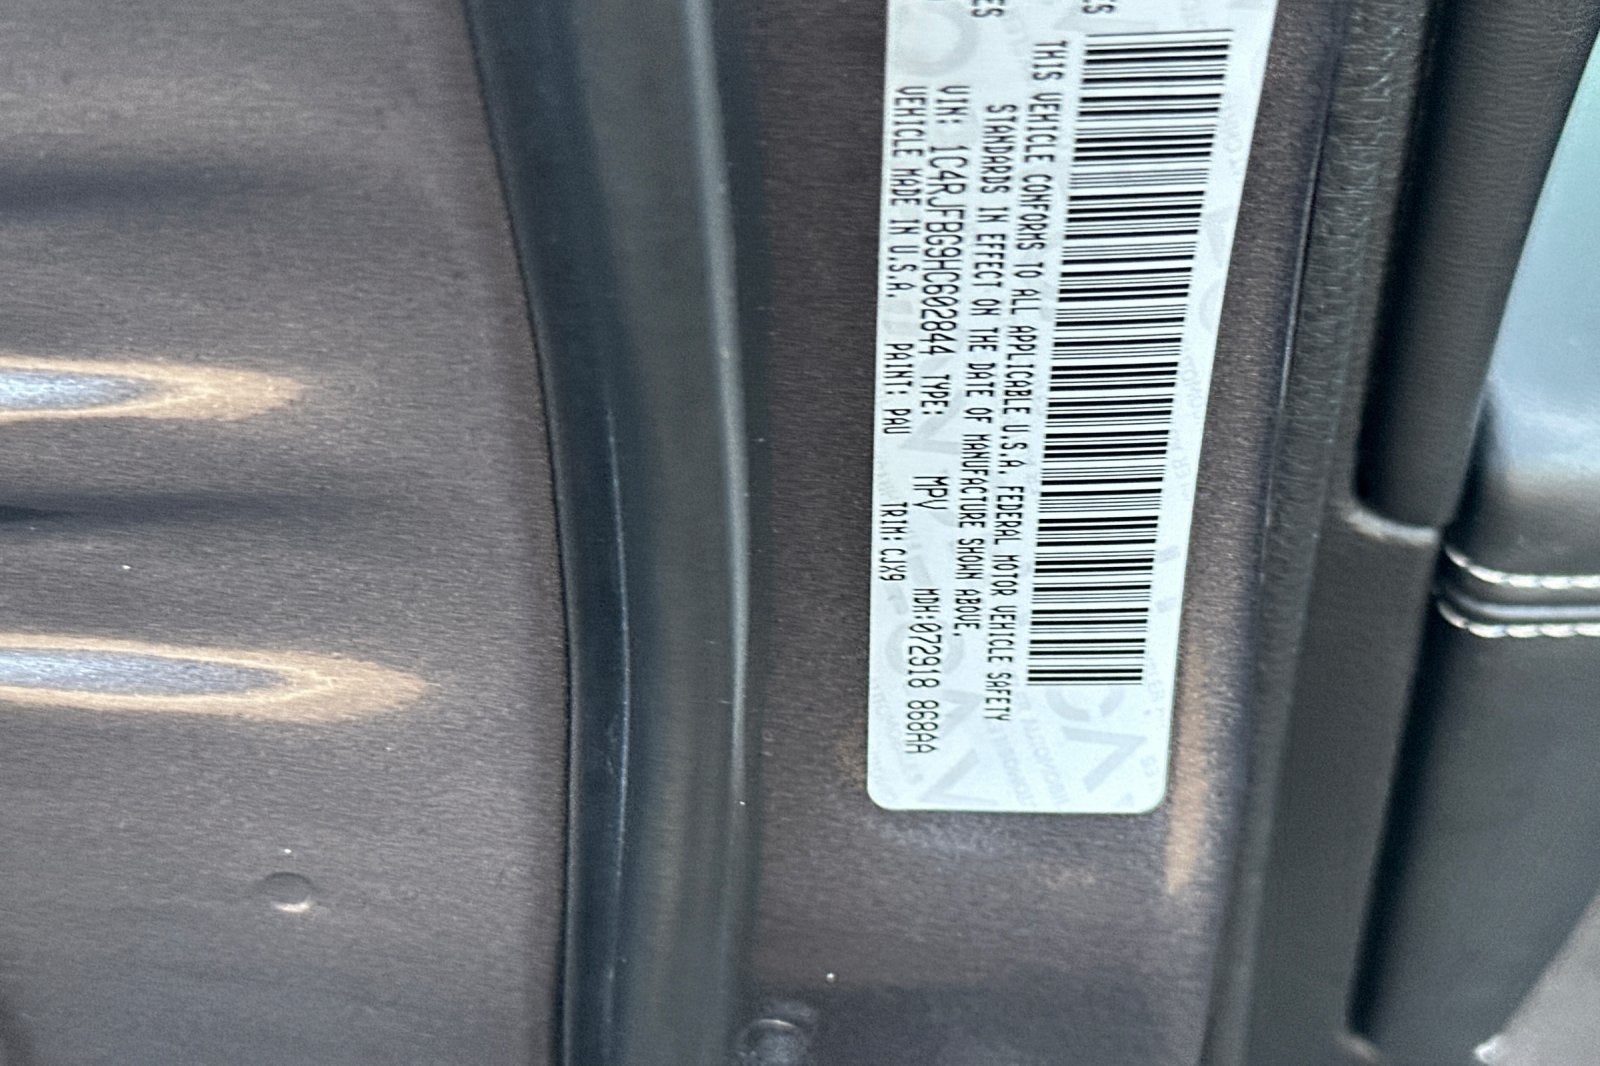 THIS VEHICLE CONFORMS TO ALL APPLICABLE U.S.A. FEDERAL MOTOR VEHICLE SAFETY
STANDARDS IN EFFECT ON THE DATE OF MANUFACTURE SHOWN ABOVE.
VIN: 1C4RJFBG9HC602844 TYPE: MPV MDH:072918 868AA
VEHICLE MADE IN U.S.A. PAINT: PAU TRIM: CJX9